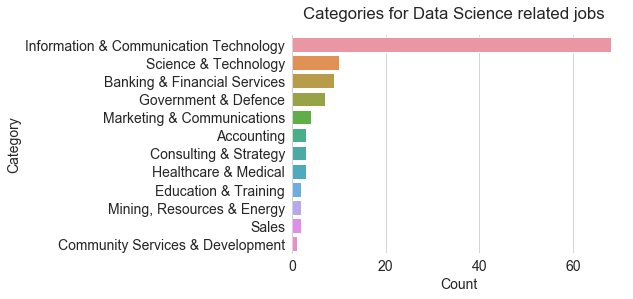 Categories for Data Science related jobs
Category
Information & Communication Technology
Science & Technology
Banking & Financial Services
Government & Defence
Marketing & Communications
Accounting
Consulting & Strategy
Healthcare & Medical
Education & Training
Mining, Resources & Energy
Sales
Community Services & Development
0 20 40 60
Count